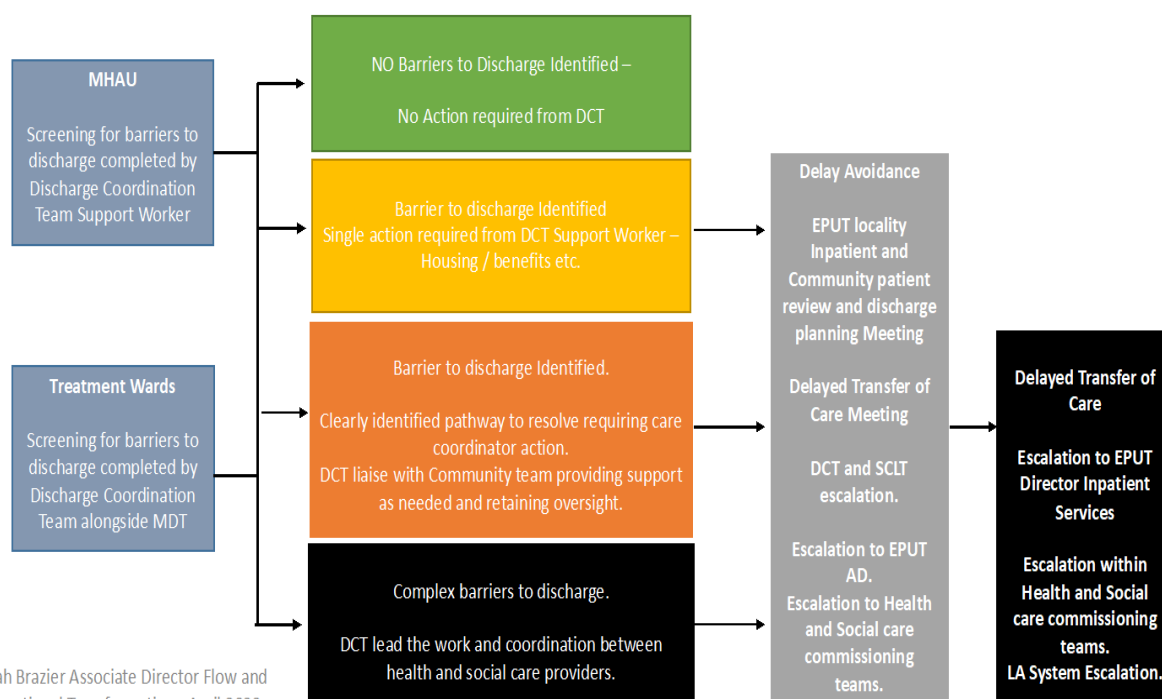 MHAU
Screening for barriers to
discharge completed by
Discharge Coordination
Team Support Worker
Treatment Wards
Screening for barriers to
discharge completed by
Discharge Coordination
Team alongside MDT
NO Barriers to Discharge Identified –
No Action required from DCT
Barrier to discharge Identified
Single action required from DCT Support Worker –
Housing / benefits etc.
Barrier to discharge Identified.
Clearly identified pathway to resolve requiring care
coordinator action.
DCT liaise with Community team providing support
as needed and retaining oversight.
Complex barriers to discharge.
DCT lead the work and coordination between
health and social care providers.
Delay Avoidance
EPUT locality
Inpatient and
Community patient
review and discharge
planning Meeting
Delayed Transfer of
Care Meeting
DCT and SCLT
escalation.
Escalation to EPUT
AD.
Escalation to Health
and Social care
commissioning
teams.
Delayed Transfer of
Care
Escalation to EPUT
Director Inpatient
Services
Escalation within
Health and Social
care commissioning
teams.
LA System Escalation.
Brazier Associate Director Flow and